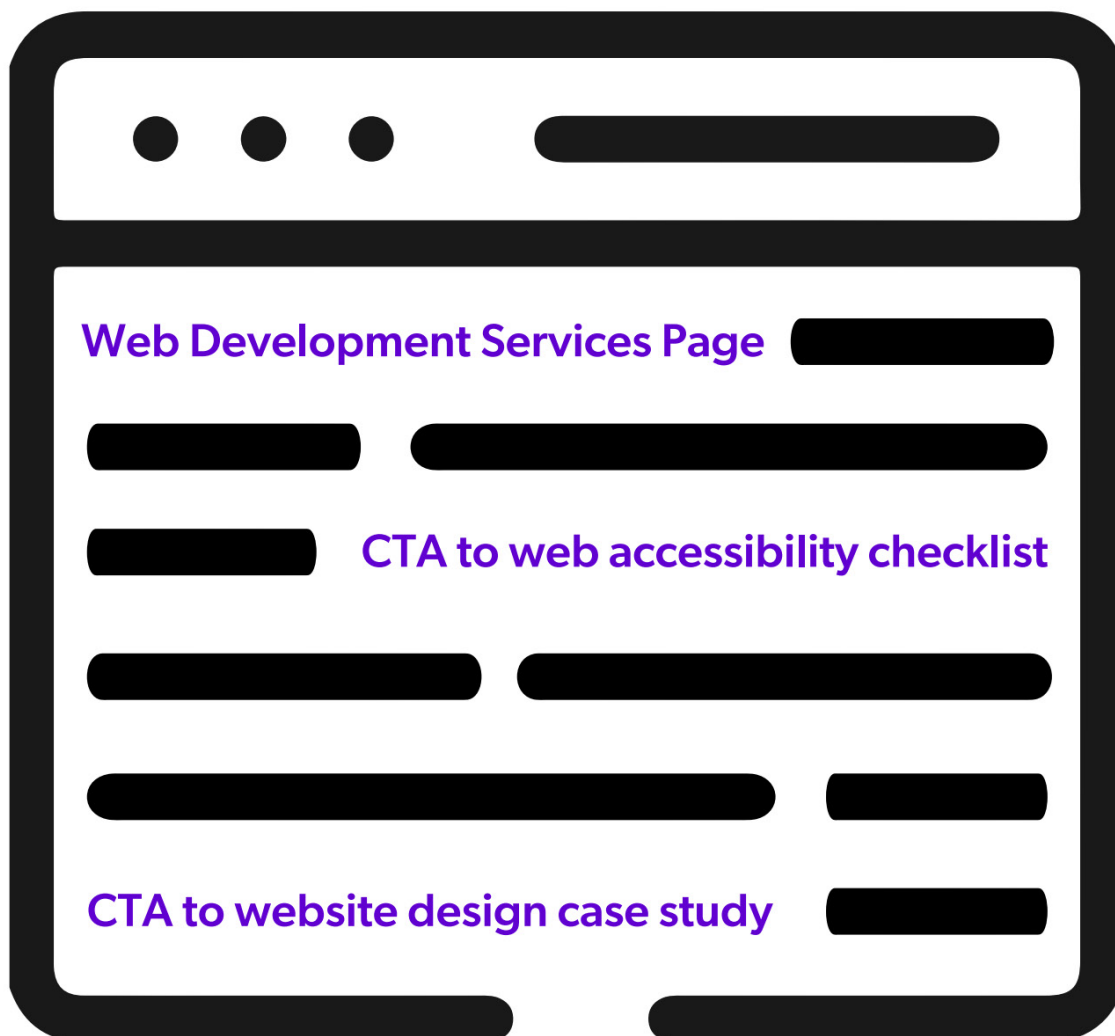 Web Development Services Page
CTA to web accessibility checklist
CTA to website design case study